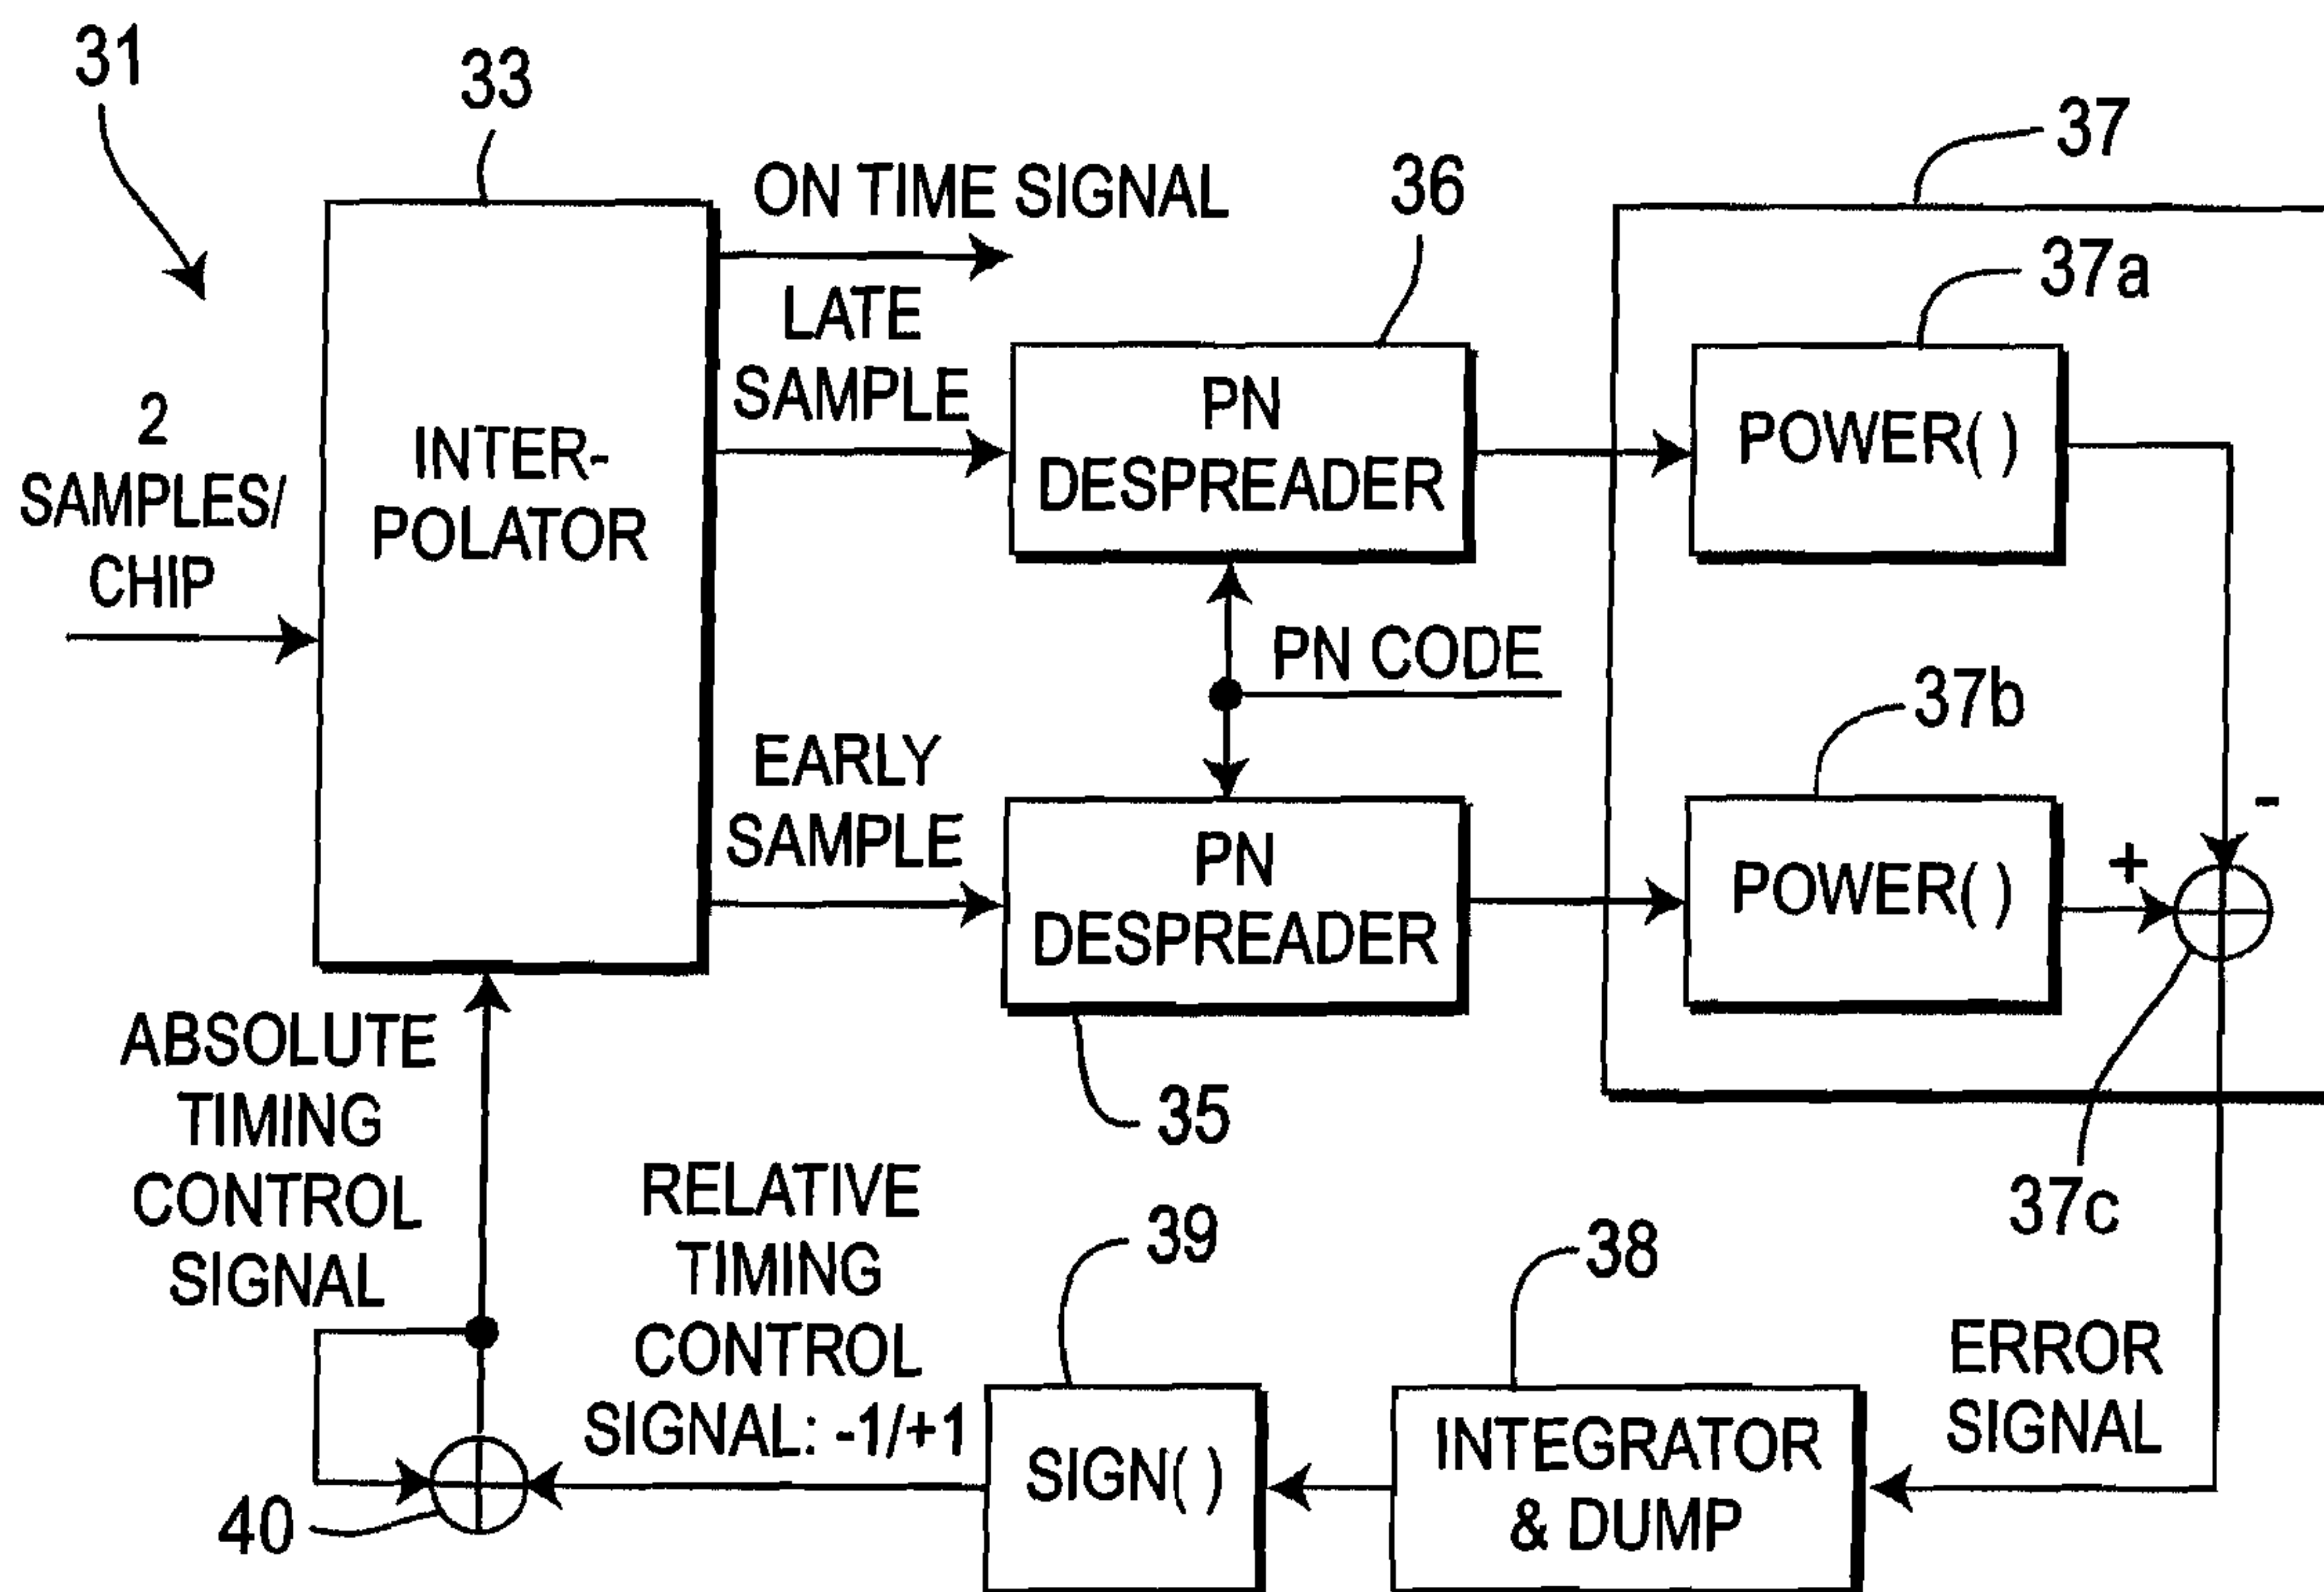 31
33
37
36
37a
ON TIME SIGNAL
LATE
SAMPLE
2
SAMPLES/
CHIP
INTER-
POLATOR
PN
DESPREADER
POWER( )
PN CODE
37b
EARLY
SAMPLE
PN
DESPREADER
POWER( )
-
+
35
37c
ABSOLUTE
TIMING
CONTROL
SIGNAL
RELATIVE
TIMING
CONTROL
SIGNAL: -1/+1
39
38
SIGN( )
INTEGRATOR
& DUMP
ERROR
SIGNAL
40